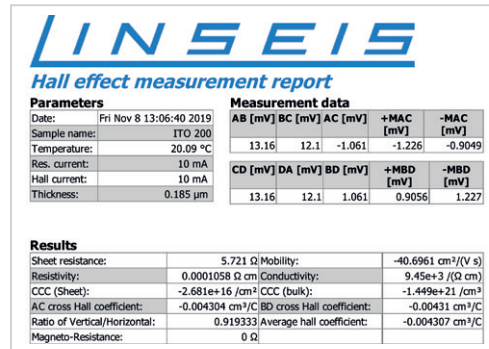 LINSEIS
Hall effect measurement report
Parameters
Date: Fri Nov 8 13:06:40 2019
Sample name: ITO 200
Temperature: 20.09 °C
Res. current: 10 mA
Hall current: 10 mA
Thickness: 0.185 µm
Measurement data
AB [mV] BC [mV] AC [mV] +MAC [mV] -MAC [mV]
13.16 12.1 -1.061 -1.226 -0.9049
CD [mV] DA [mV] BD [mV] +MBD [mV] -MBD [mV]
13.16 12.1 1.061 0.9056 1.227
Results
Sheet resistance: 5.721 Ω Mobility: -40.6961 cm²/(V s)
Resistivity: 0.0001058 Ω cm Conductivity: 9.45e+3 /(Ω cm)
CCC (Sheet): -2.681e+16 /cm² CCC (bulk): -1.449e+21 /cm³
AC cross Hall coefficient: -0.004304 cm³/C BD cross Hall coefficient: -0.00431 cm³/C
Ratio of Vertical/Horizontal: 0.919333 Average hall coefficient: -0.004307 cm³/C
Magneto-Resistance: 0 Ω